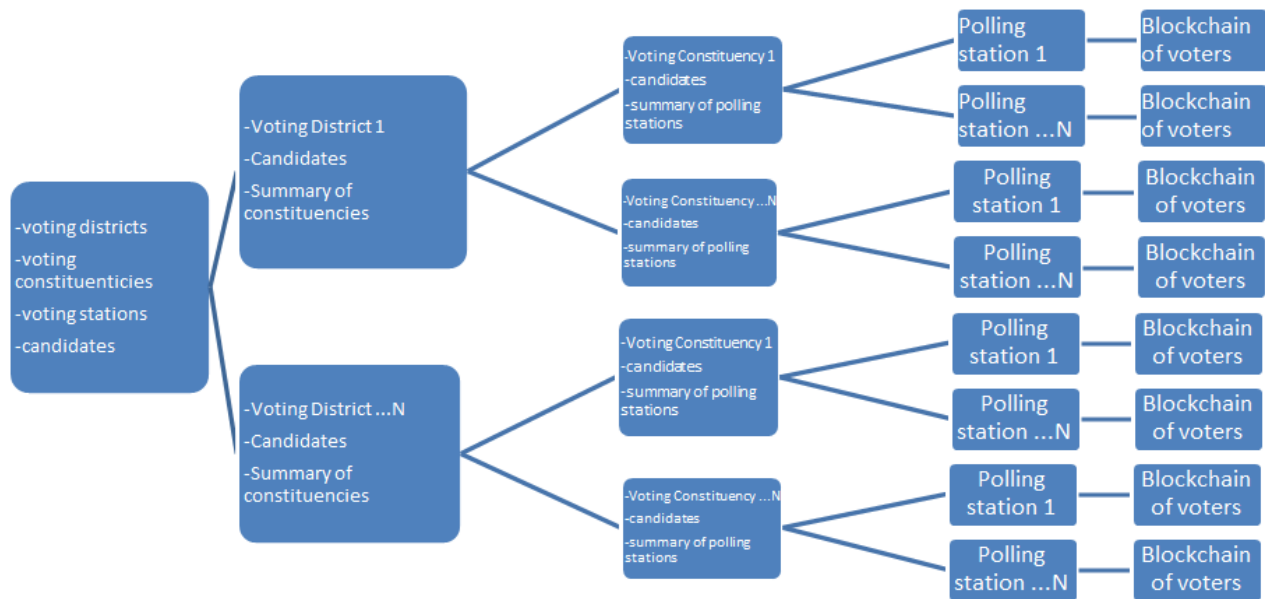 -voting districts
-voting
constituenticies
-voting stations
-candidates
-Voting District 1
-Candidates
-Summary of
constituencies
-Voting District ...N
-Candidates
-Summary of
constituencies
-Voting Constituency 1
-candidates
-summary of polling
stations
-Voting Constituency ...N
-candidates
-summary of polling
stations
-Voting Constituency 1
-candidates
-summary of polling
stations
-Voting Constituency ...N
-candidates
-summary of polling
stations
Polling
station 1
Blockchain
of voters
Polling
station ...N
Blockchain
of voters
Polling
station 1
Blockchain
of voters
Polling
station ...N
Blockchain
of voters
Polling
station 1
Blockchain
of voters
Polling
station ...N
Blockchain
of voters
Polling
station 1
Blockchain
of voters
Polling
station ...N
Blockchain
of voters